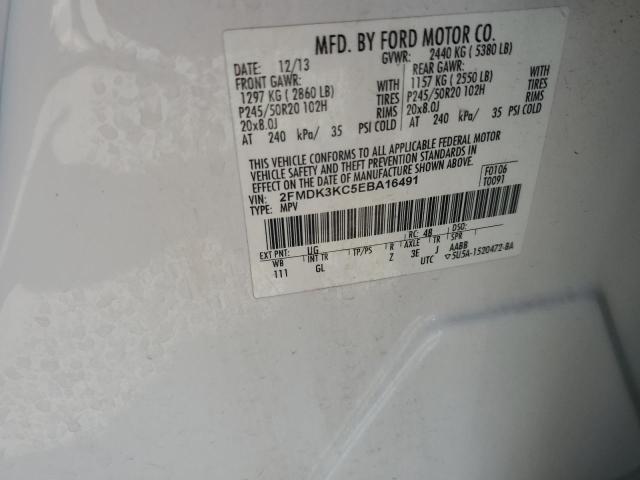 MFD. BY FORD MOTOR CO.
DATE: 12/13 GVWR: 2440 KG ( 5380 LB)
FRONT GAWR: REAR GAWR:
1297 KG ( 2860 LB) WITH 1157 KG ( 2550 LB) WITH
P245/50R20 102H TIRES P245/50R20 102H TIRES
20x8.0J RIMS 20x8.0J RIMS
AT 240 kPa/ 35 PSI COLD AT 240 kPa/ 35 PSI COLD
THIS VEHICLE CONFORMS TO ALL APPLICABLE FEDERAL MOTOR
VEHICLE SAFETY AND THEFT PREVENTION STANDARDS IN
EFFECT ON THE DATE OF MANUFACTURE SHOWN ABOVE.
VIN: 2FMDK3KC5EBA16491 F0106
TYPE: MPV T0091
EXT PNT: UG RC: 48 DSO:
WB INT TR TP/PS R AXLE TR SPR
111 GL Z 3E J AABB
UTC ▽5U5A-1520472-BA